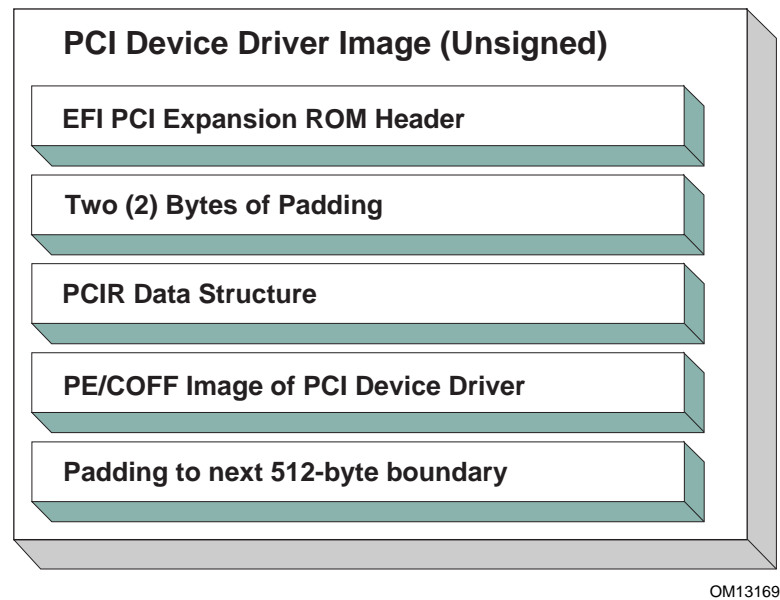 PCI Device Driver Image (Unsigned)
EFI PCI Expansion ROM Header
Two (2) Bytes of Padding
PCIR Data Structure
PE/COFF Image of PCI Device Driver
Padding to next 512-byte boundary
OM13169